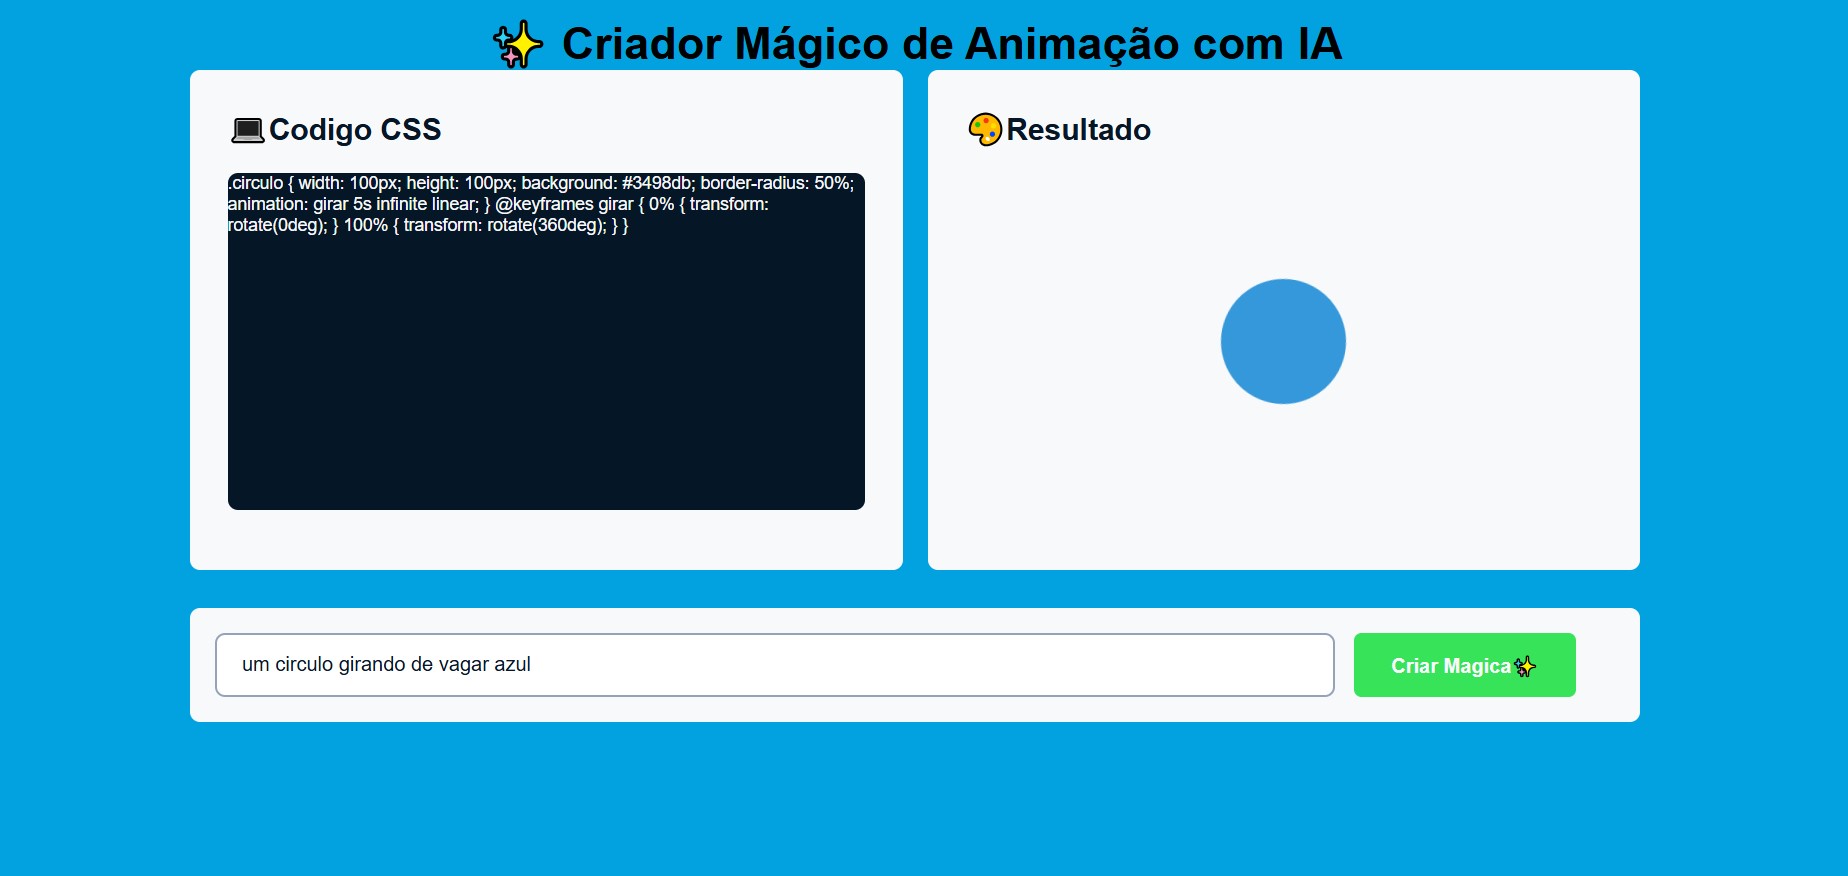 ✨ Criador Mágico de Animação com IA
💻Codigo CSS
.circulo { width: 100px; height: 100px; background: #3498db; border-radius: 50%;
animation: girar 5s infinite linear; } @keyframes girar { 0% { transform:
rotate(0deg); } 100% { transform: rotate(360deg); } }
🎨Resultado
um circulo girando de vagar azul
Criar Magica✨